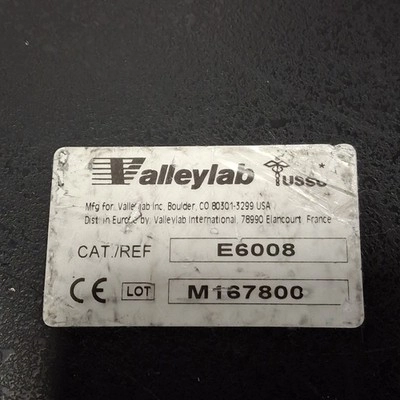 Valleylab Tusso
Mfg for: Valleylab Inc. Boulder, CO 80301-3299 USA
Dist. in Europe by: Valleylab International, 78990 Elancourt, France
CAT./REF E6008
CE LOT M167800